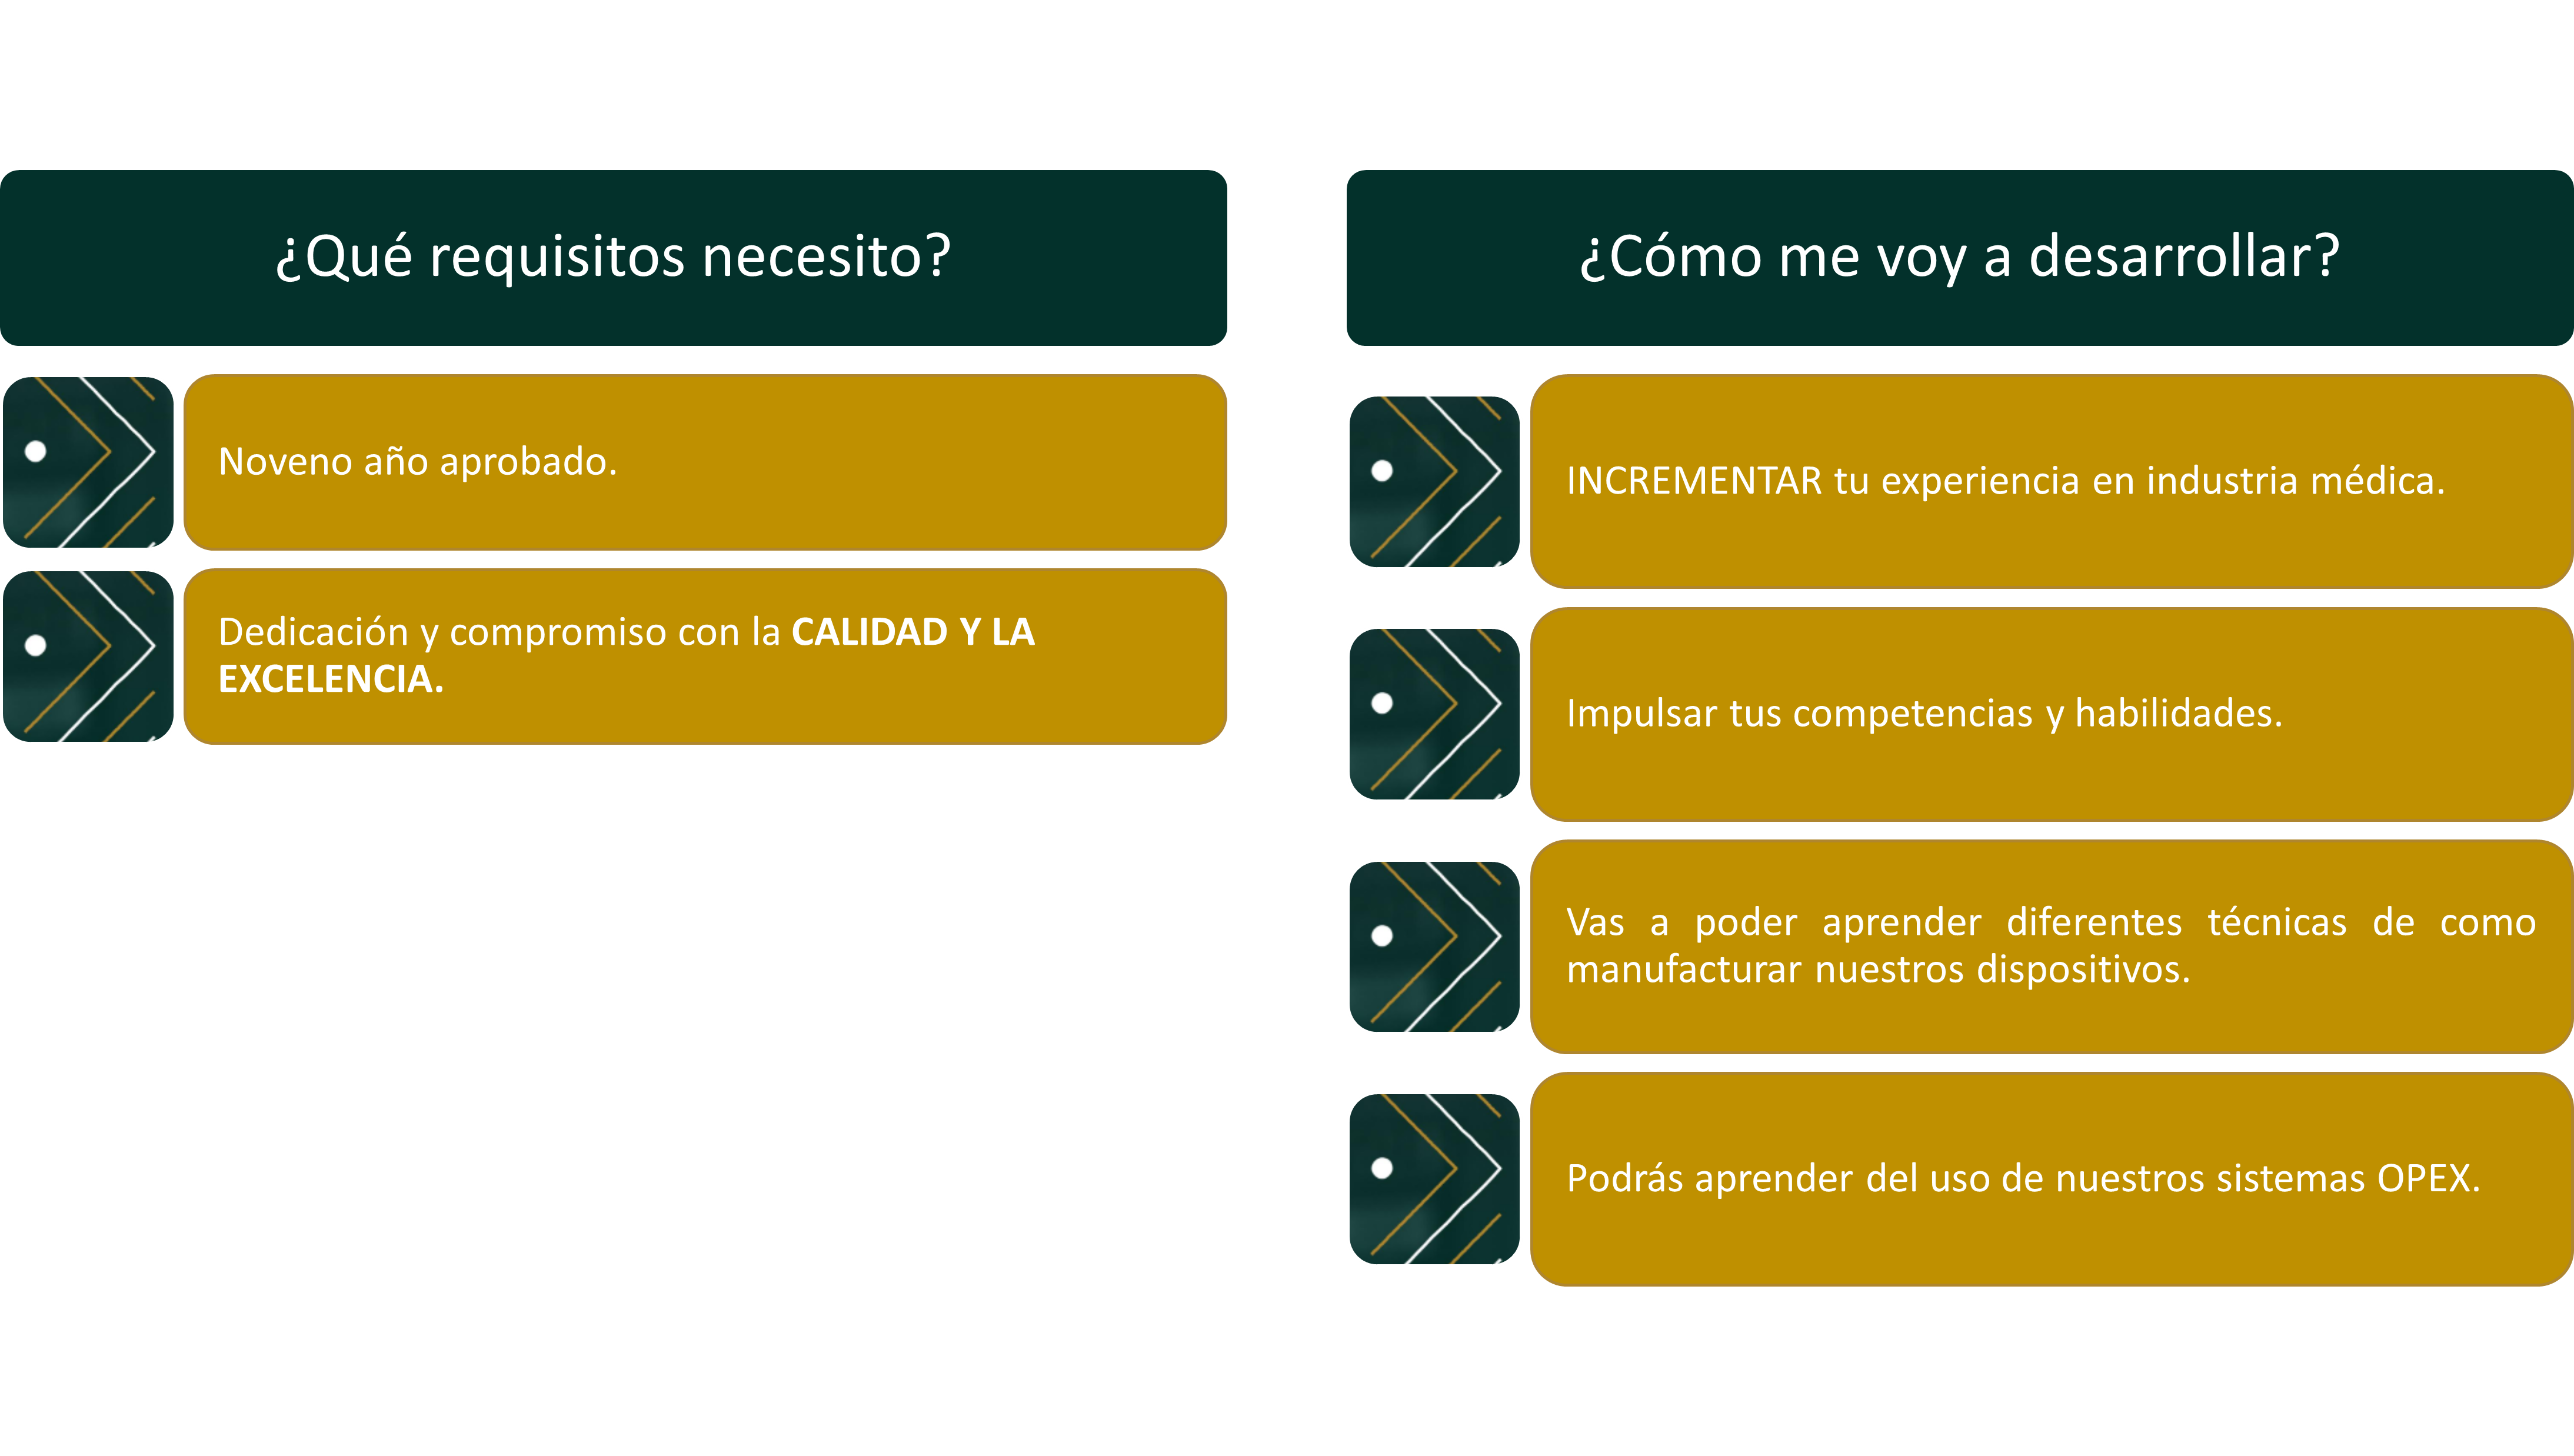 ¿Qué requisitos necesito?
Noveno año aprobado.
Dedicación y compromiso con la CALIDAD Y LA
EXCELENCIA.
¿Cómo me voy a desarrollar?
INCREMENTAR tu experiencia en industria médica.
Impulsar tus competencias y habilidades.
Vas a poder aprender diferentes técnicas de como
manufacturar nuestros dispositivos.
Podrás aprender del uso de nuestros sistemas OPEX.